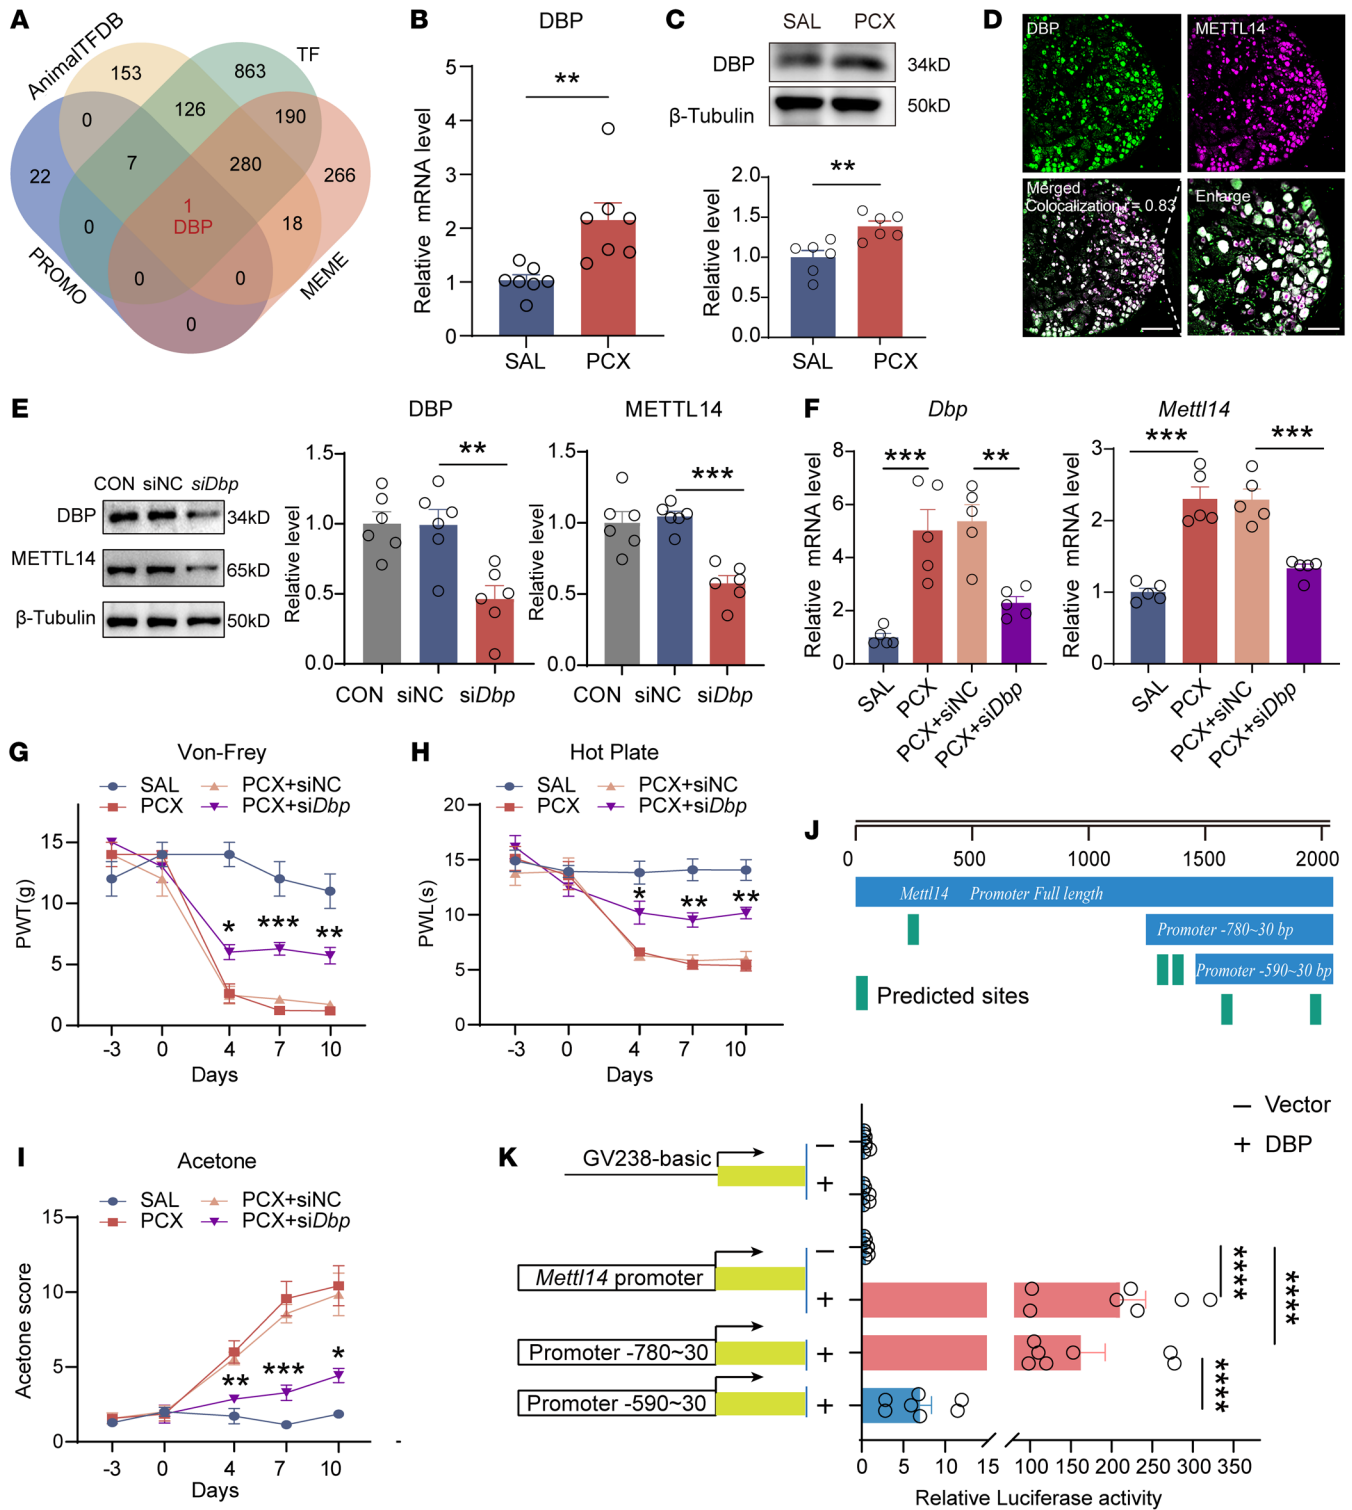 A
AnimalTFDB
TF
153
863
0
126
190
7
280
22
266
1
DBP
0
18
0
0
0
PROMO
MEME
B
DBP
Relative mRNA level
5
4
3
2
1
0
**
SAL
PCX
C
SAL PCX
DBP
34kD
β-Tubulin
50kD
Relative level
2.0
1.5
1.0
0.5
0.0
**
SAL
PCX
D
DBP
METTL14
Merged
Colocalization r = 0.83
Enlarge
E
CON siNC siDbp
DBP
34kD
METTL14
65kD
β-Tubulin
50kD
DBP
Relative level
1.5
1.0
0.5
0.0
**
CON siNC siDbp
METTL14
Relative level
1.5
1.0
0.5
0.0
***
CON siNC siDbp
F
Dbp
Relative mRNA level
8
6
4
2
0
***
**
SAL
PCX
PCX+siNC
PCX+siDbp
Mettl14
Relative mRNA level
3
2
1
0
***
***
SAL
PCX
PCX+siNC
PCX+siDbp
G
Von-Frey
SAL PCX+siNC
PCX PCX+siDbp
PWT(g)
15
10
5
0
* *** **
-3 0 4 7 10
Days
H
Hot Plate
SAL PCX+siNC
PCX PCX+siDbp
PWL(s)
20
15
10
5
0
* ** **
-3 0 4 7 10
Days
J
0 500 1000 1500 2000
Mettl14 Promoter Full length
Promoter -780~30 bp
Promoter -590~30 bp
Predicted sites
I
Acetone
SAL PCX+siNC
PCX PCX+siDbp
Acetone score
15
10
5
0
** *** *
-3 0 4 7 10
Days
-
K
− Vector
+ DBP
GV238-basic
−
+
Mettl14 promoter
−
+
Promoter -780~30
+
Promoter -590~30
+
****
****
****
0 5 10 15 100 150 200 250 300 350
Relative Luciferase activity